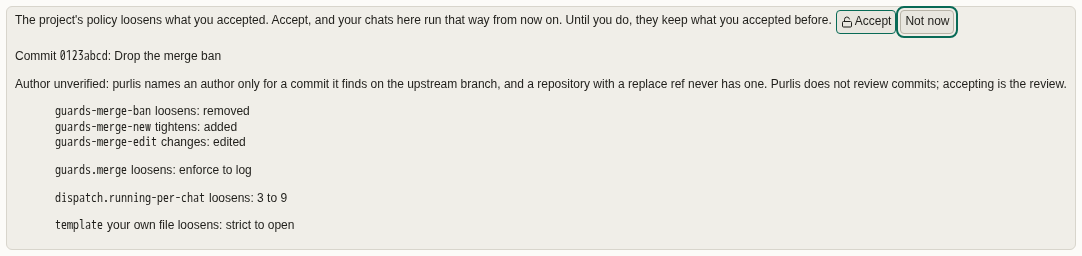 The project's policy loosens what you accepted. Accept, and your chats here run that way from now on. Until you do, they keep what you accepted before. Accept Not now
Commit 0123abcd: Drop the merge ban
Author unverified: purlis names an author only for a commit it finds on the upstream branch, and a repository with a replace ref never has one. Purlis does not review commits; accepting is the review.
guards-merge-ban loosens: removed
guards-merge-new tightens: added
guards-merge-edit changes: edited
guards.merge loosens: enforce to log
dispatch.running-per-chat loosens: 3 to 9
template your own file loosens: strict to open